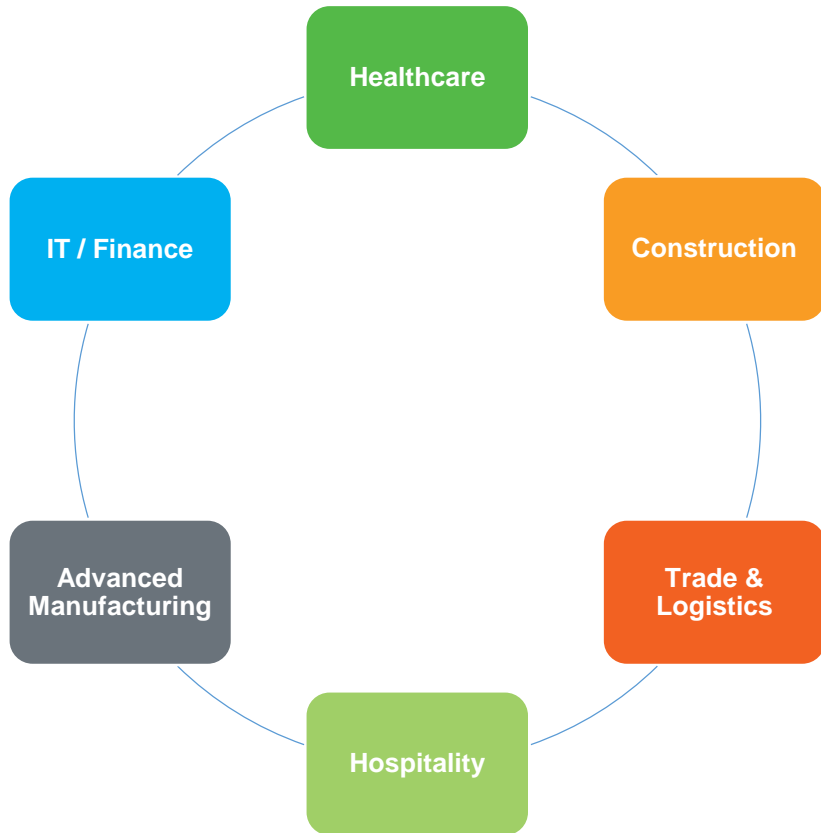 Healthcare
Construction
Trade &
Logistics
Hospitality
Advanced
Manufacturing
IT / Finance